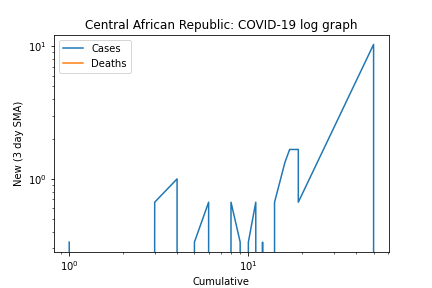 Central African Republic: COVID-19 log graph
Cases
Deaths
New (3 day SMA)
10¹
10⁰
10⁰ 10¹
Cumulative